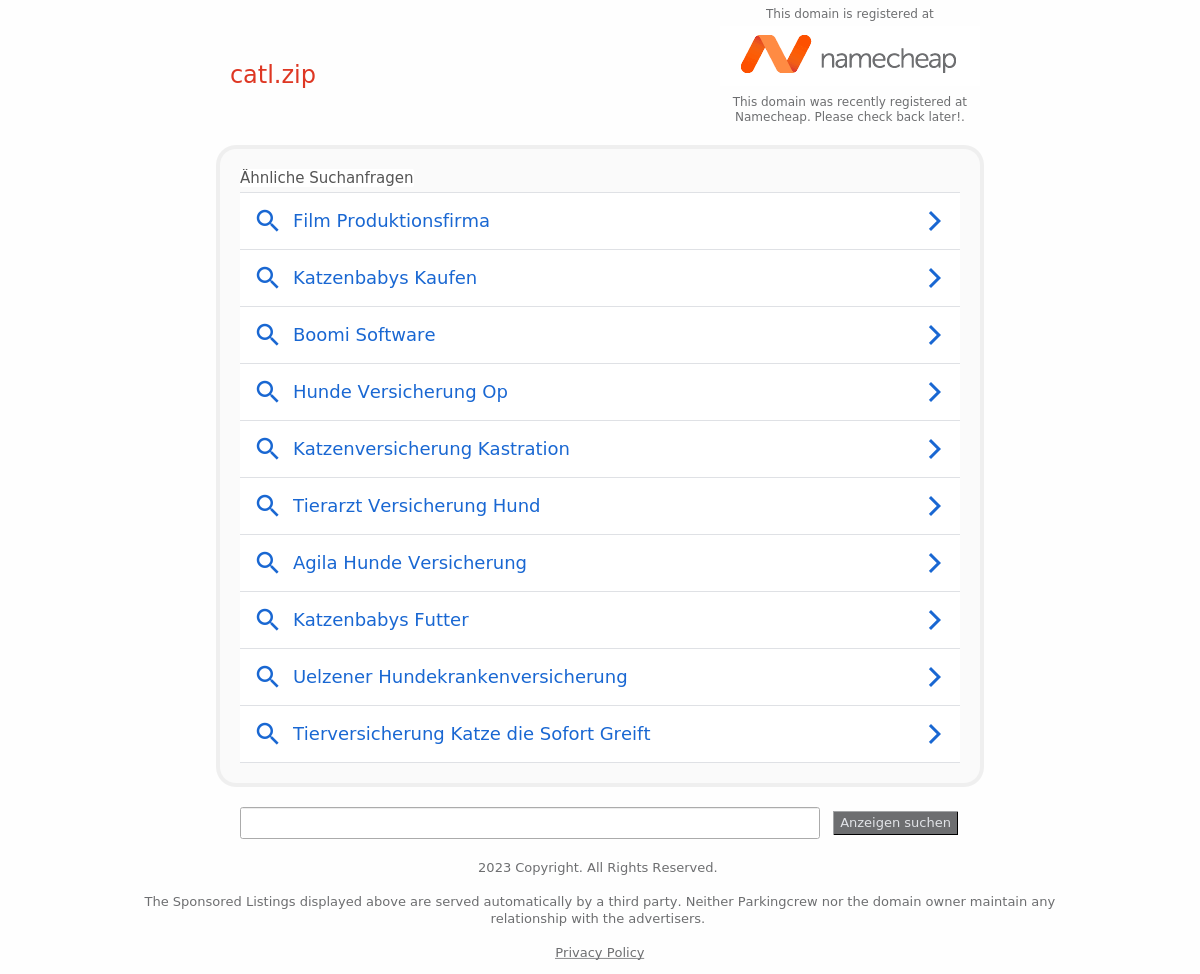 This domain is registered at
namecheap
catl.zip
This domain was recently registered at
Namecheap. Please check back later!.
Ähnliche Suchanfragen
Film Produktionsfirma
Katzenbabys Kaufen
Boomi Software
Hunde Versicherung Op
Katzenversicherung Kastration
Tierarzt Versicherung Hund
Agila Hunde Versicherung
Katzenbabys Futter
Uelzener Hundekrankenversicherung
Tierversicherung Katze die Sofort Greift
Anzeigen suchen
2023 Copyright. All Rights Reserved.
The Sponsored Listings displayed above are served automatically by a third party. Neither Parkingcrew nor the domain owner maintain any
relationship with the advertisers.
Privacy Policy